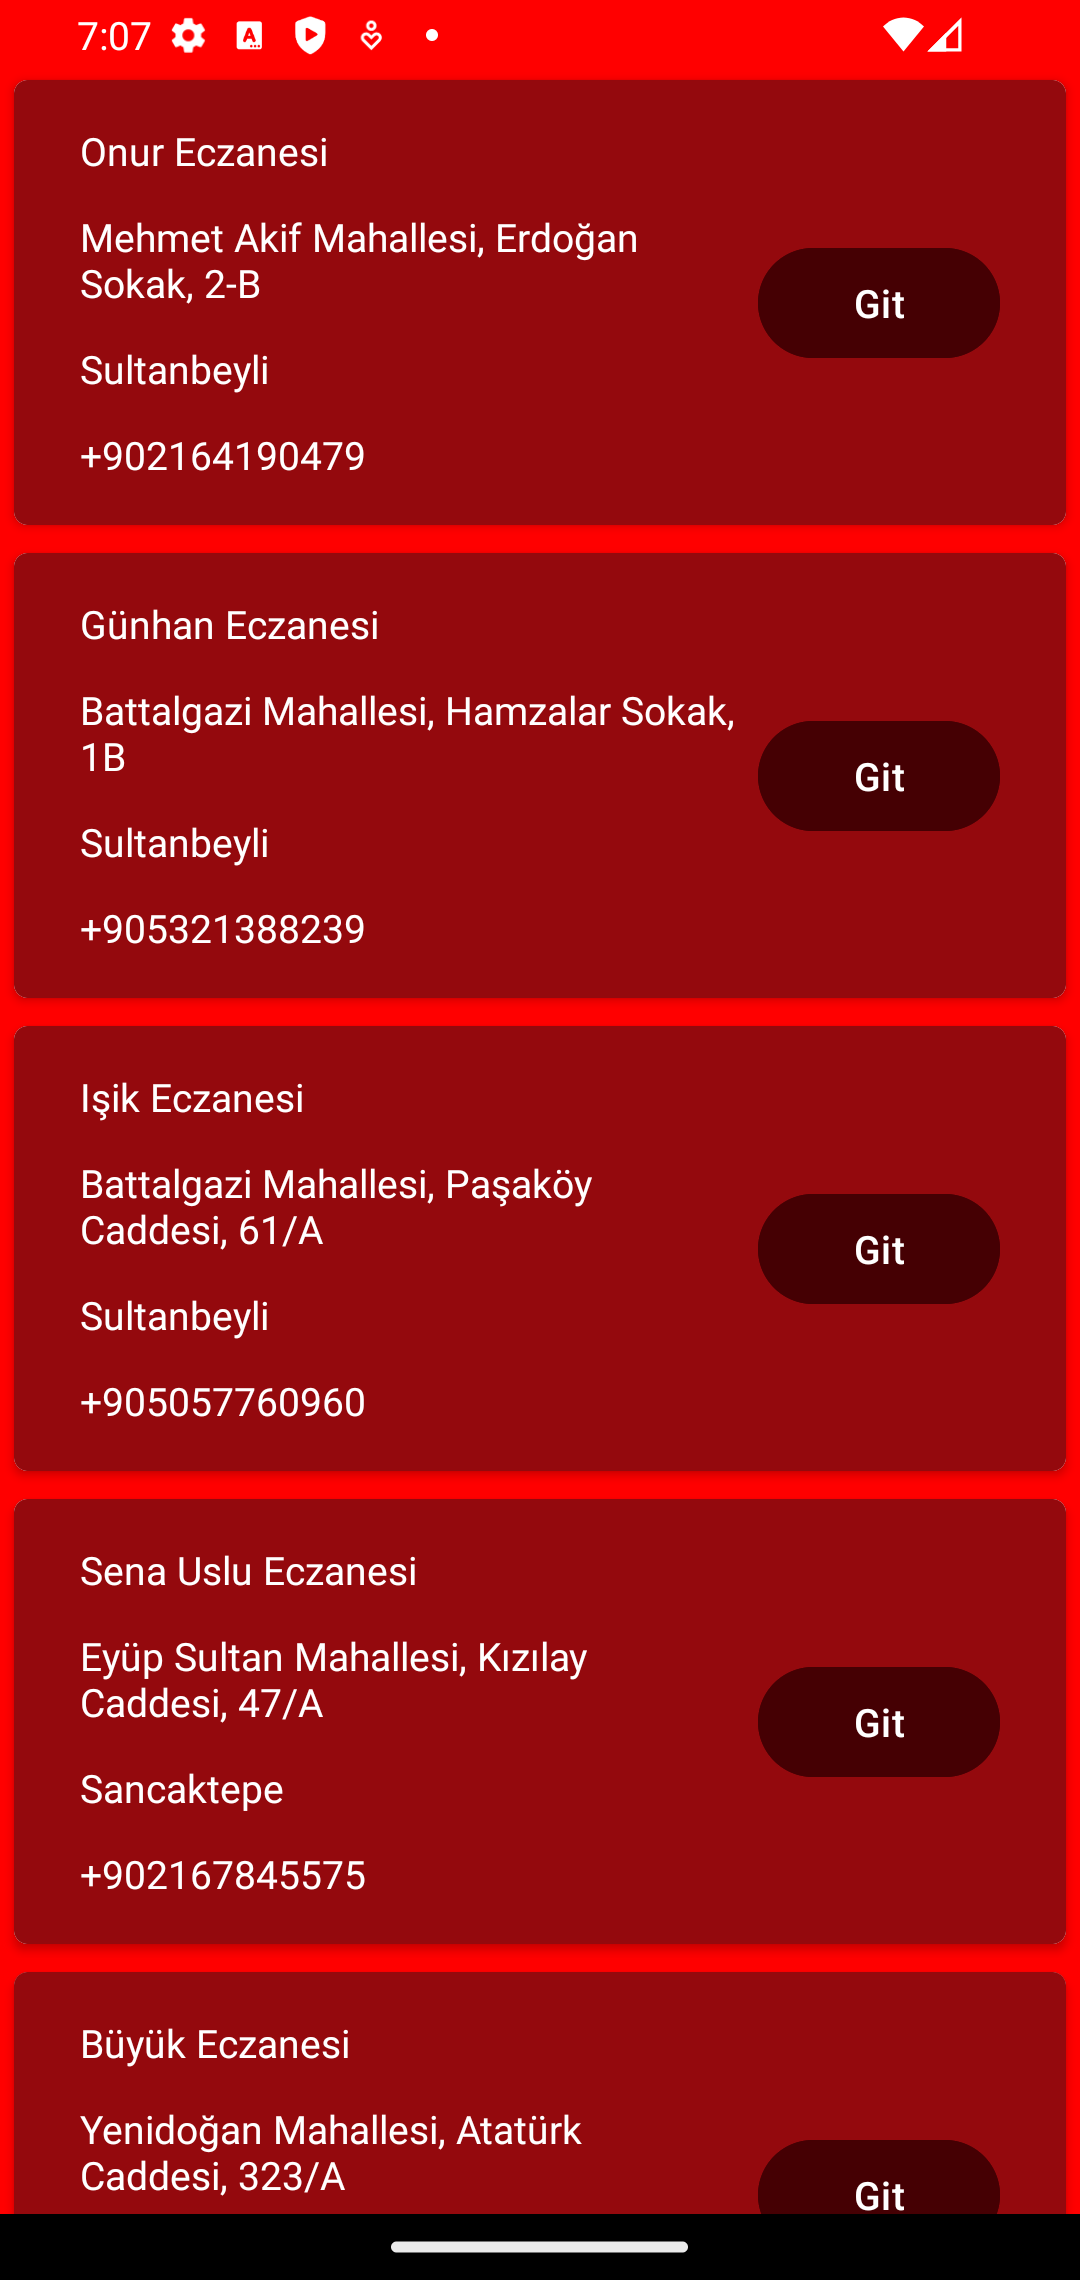 7:07
Onur Eczanesi
Mehmet Akif Mahallesi, Erdoğan
Sokak, 2-B
Git
Sultanbeyli
+902164190479
Günhan Eczanesi
Battalgazi Mahallesi, Hamzalar Sokak,
1B
Git
Sultanbeyli
+905321388239
Işik Eczanesi
Battalgazi Mahallesi, Paşaköy
Caddesi, 61/A
Git
Sultanbeyli
+905057760960
Sena Uslu Eczanesi
Eyüp Sultan Mahallesi, Kızılay
Caddesi, 47/A
Git
Sancaktepe
+902167845575
Büyük Eczanesi
Yenidoğan Mahallesi, Atatürk
Caddesi, 323/A
Git